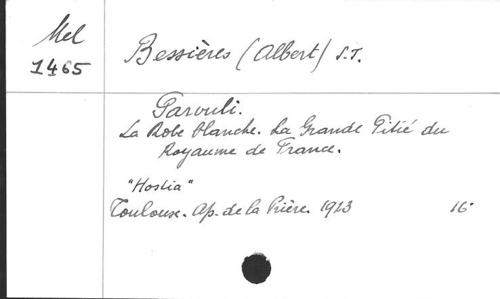 Mel
1465
Bessières (Albert) S.J.
Parvuli.
La Robe blanche. La Grande Pitié du
Royaume de France.
"Hostia"
Toulouse. Ap. de la Prière. 1923
16°